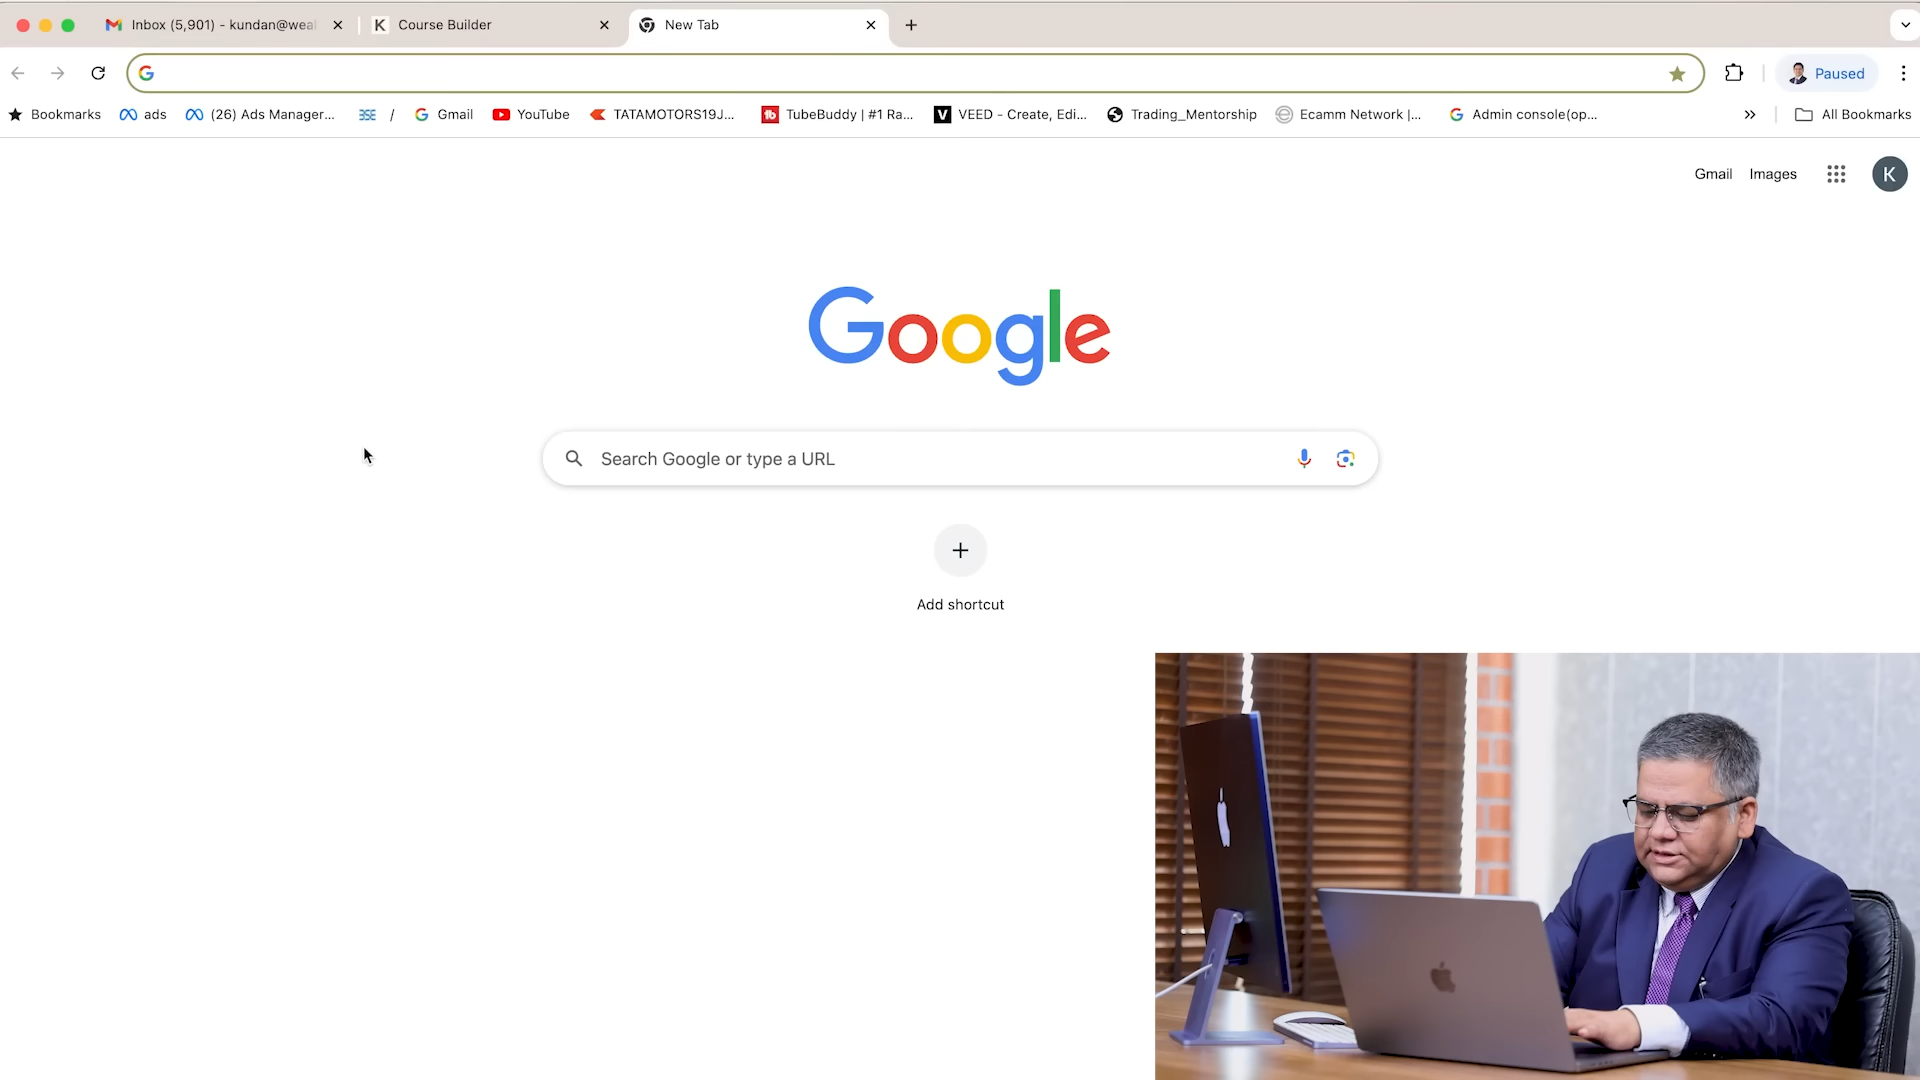 Inbox (5,901) - kundan@weal
Course Builder
New Tab
Paused
Bookmarks
ads
(26) Ads Manager...
/
Gmail
YouTube
TATAMOTORS19J...
TubeBuddy | #1 Ra...
VEED - Create, Edi...
Trading_Mentorship
Ecamm Network |...
Admin console(op...
All Bookmarks
Gmail
Images
K
Google
Search Google or type a URL
Add shortcut